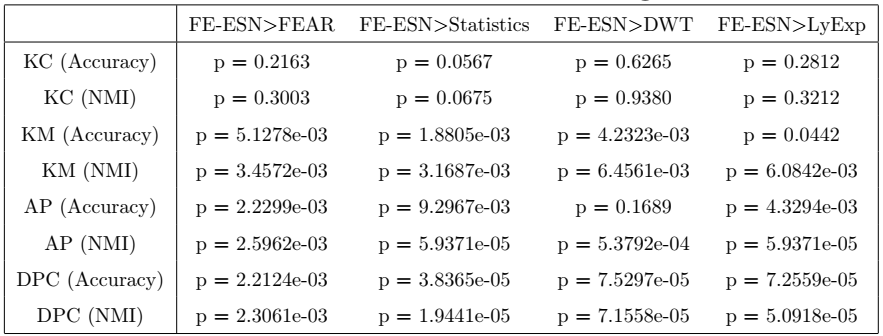 FE-ESN>FEAR FE-ESN>Statistics FE-ESN>DWT FE-ESN>LyExp
KC (Accuracy) p = 0.2163 p = 0.0567 p = 0.6265 p = 0.2812
KC (NMI) p = 0.3003 p = 0.0675 p = 0.9380 p = 0.3212
KM (Accuracy) p = 5.1278e-03 p = 1.8805e-03 p = 4.2323e-03 p = 0.0442
KM (NMI) p = 3.4572e-03 p = 3.1687e-03 p = 6.4561e-03 p = 6.0842e-03
AP (Accuracy) p = 2.2299e-03 p = 9.2967e-03 p = 0.1689 p = 4.3294e-03
AP (NMI) p = 2.5962e-03 p = 5.9371e-05 p = 5.3792e-04 p = 5.9371e-05
DPC (Accuracy) p = 2.2124e-03 p = 3.8365e-05 p = 7.5297e-05 p = 7.2559e-05
DPC (NMI) p = 2.3061e-03 p = 1.9441e-05 p = 7.1558e-05 p = 5.0918e-05